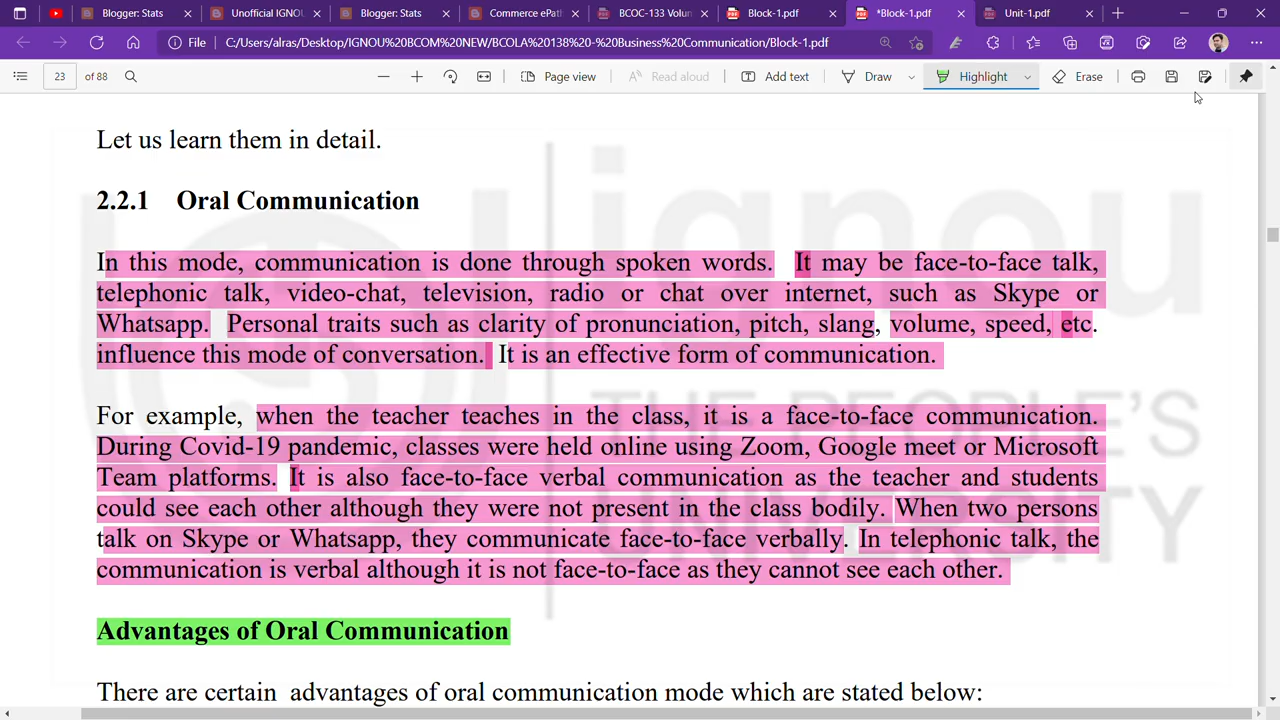 Blogger: Stats
Unofficial IGNOU
Blogger: Stats
Commerce ePath
BCOC-133 Volun
Block-1.pdf
*Block-1.pdf
Unit-1.pdf
File
C:/Users/alras/Desktop/IGNOU%20BCOM%20NEW/BCOLA%20138%20-%20Business%20Communication/Block-1.pdf
23 of 88
Page view
Read aloud
Add text
Draw
Highlight
Erase
Let us learn them in detail.
2.2.1 Oral Communication
In this mode, communication is done through spoken words. It may be face-to-face talk,
telephonic talk, video-chat, television, radio or chat over internet, such as Skype or
Whatsapp. Personal traits such as clarity of pronunciation, pitch, slang, volume, speed, etc.
influence this mode of conversation. It is an effective form of communication.
For example, when the teacher teaches in the class, it is a face-to-face communication.
During Covid-19 pandemic, classes were held online using Zoom, Google meet or Microsoft
Team platforms. It is also face-to-face verbal communication as the teacher and students
could see each other although they were not present in the class bodily. When two persons
talk on Skype or Whatsapp, they communicate face-to-face verbally. In telephonic talk, the
communication is verbal although it is not face-to-face as they cannot see each other.
Advantages of Oral Communication
There are certain advantages of oral communication mode which are stated below:
ignou
THE PEOPLE'S
UNIVERSITY